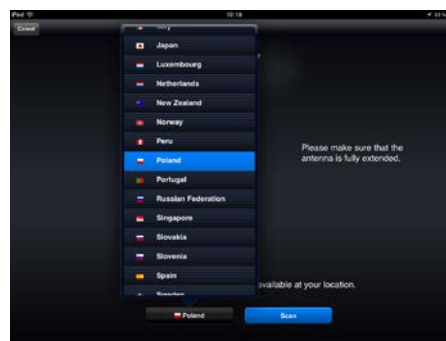 iPad
10:19
Cancel
Japan
Luxembourg
Netherlands
New Zealand
Norway
Peru
Poland
Portugal
Russian Federation
Singapore
Slovakia
Slovenia
Spain
Sweden
Please make sure that the
antenna is fully extended.
available at your location.
Poland
Scan